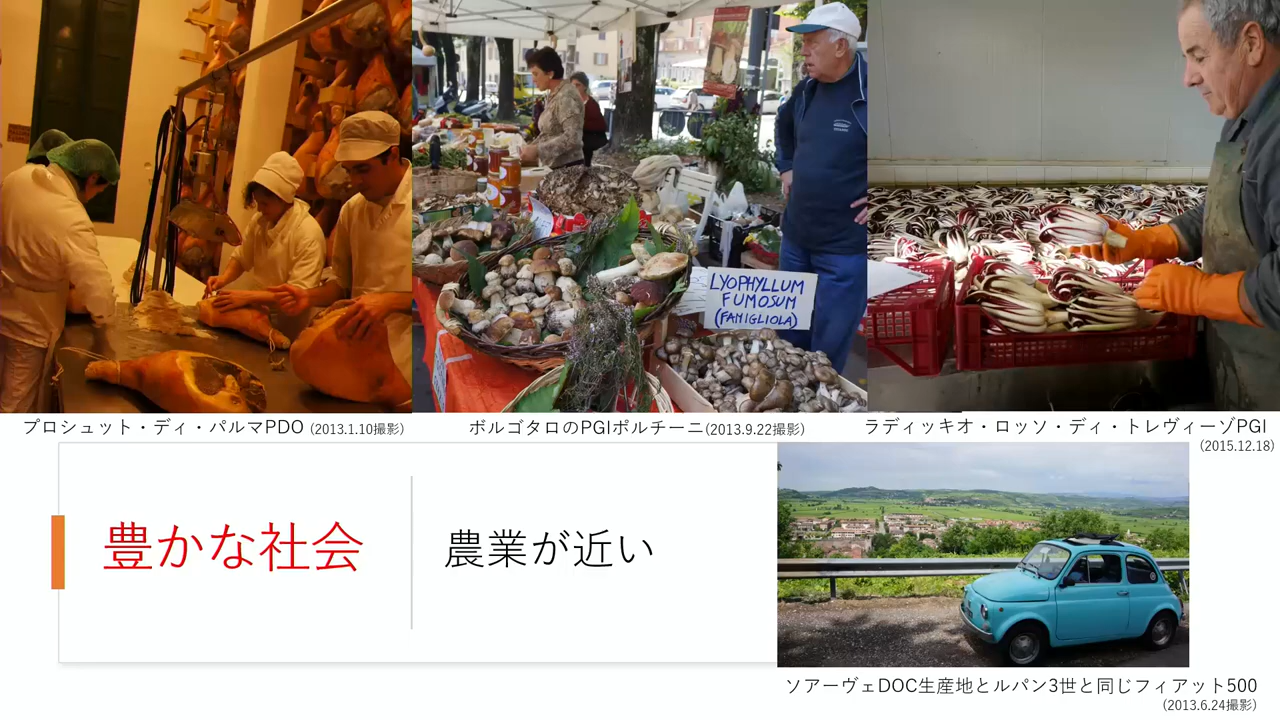 LYOPHYLLUM
FUMOSUM
(FAMIGLIOLA)
プロシュット・ディ・パルマPDO (2013.1.10撮影)
ボルゴタロのPGIポルチーニ(2013.9.22撮影)
ラディッキオ・ロッソ・ディ・トレヴィーゾPGI
(2015.12.18)
豊かな社会
農業が近い
ソアーヴェDOC生産地とルパン3世と同じフィアット500
(2013.6.24撮影)